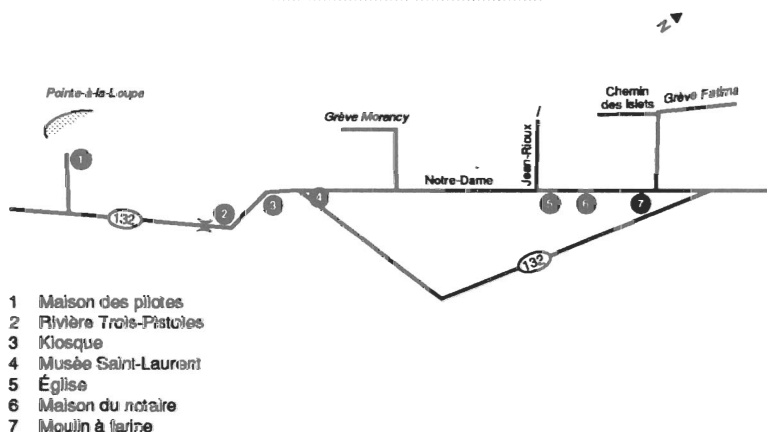 N
Pointe-à-la-Loupe
Chemin
des Islets
Grève Fatima
Grève Morency
Jean-Rioux
Notre-Dame
1
2
3
4
5
6
7
132
132
1 Maison des pilotes
2 Rivière Trois-Pistoles
3 Kiosque
4 Musée Saint-Laurent
5 Église
6 Maison du notaire
7 Moulin à farine